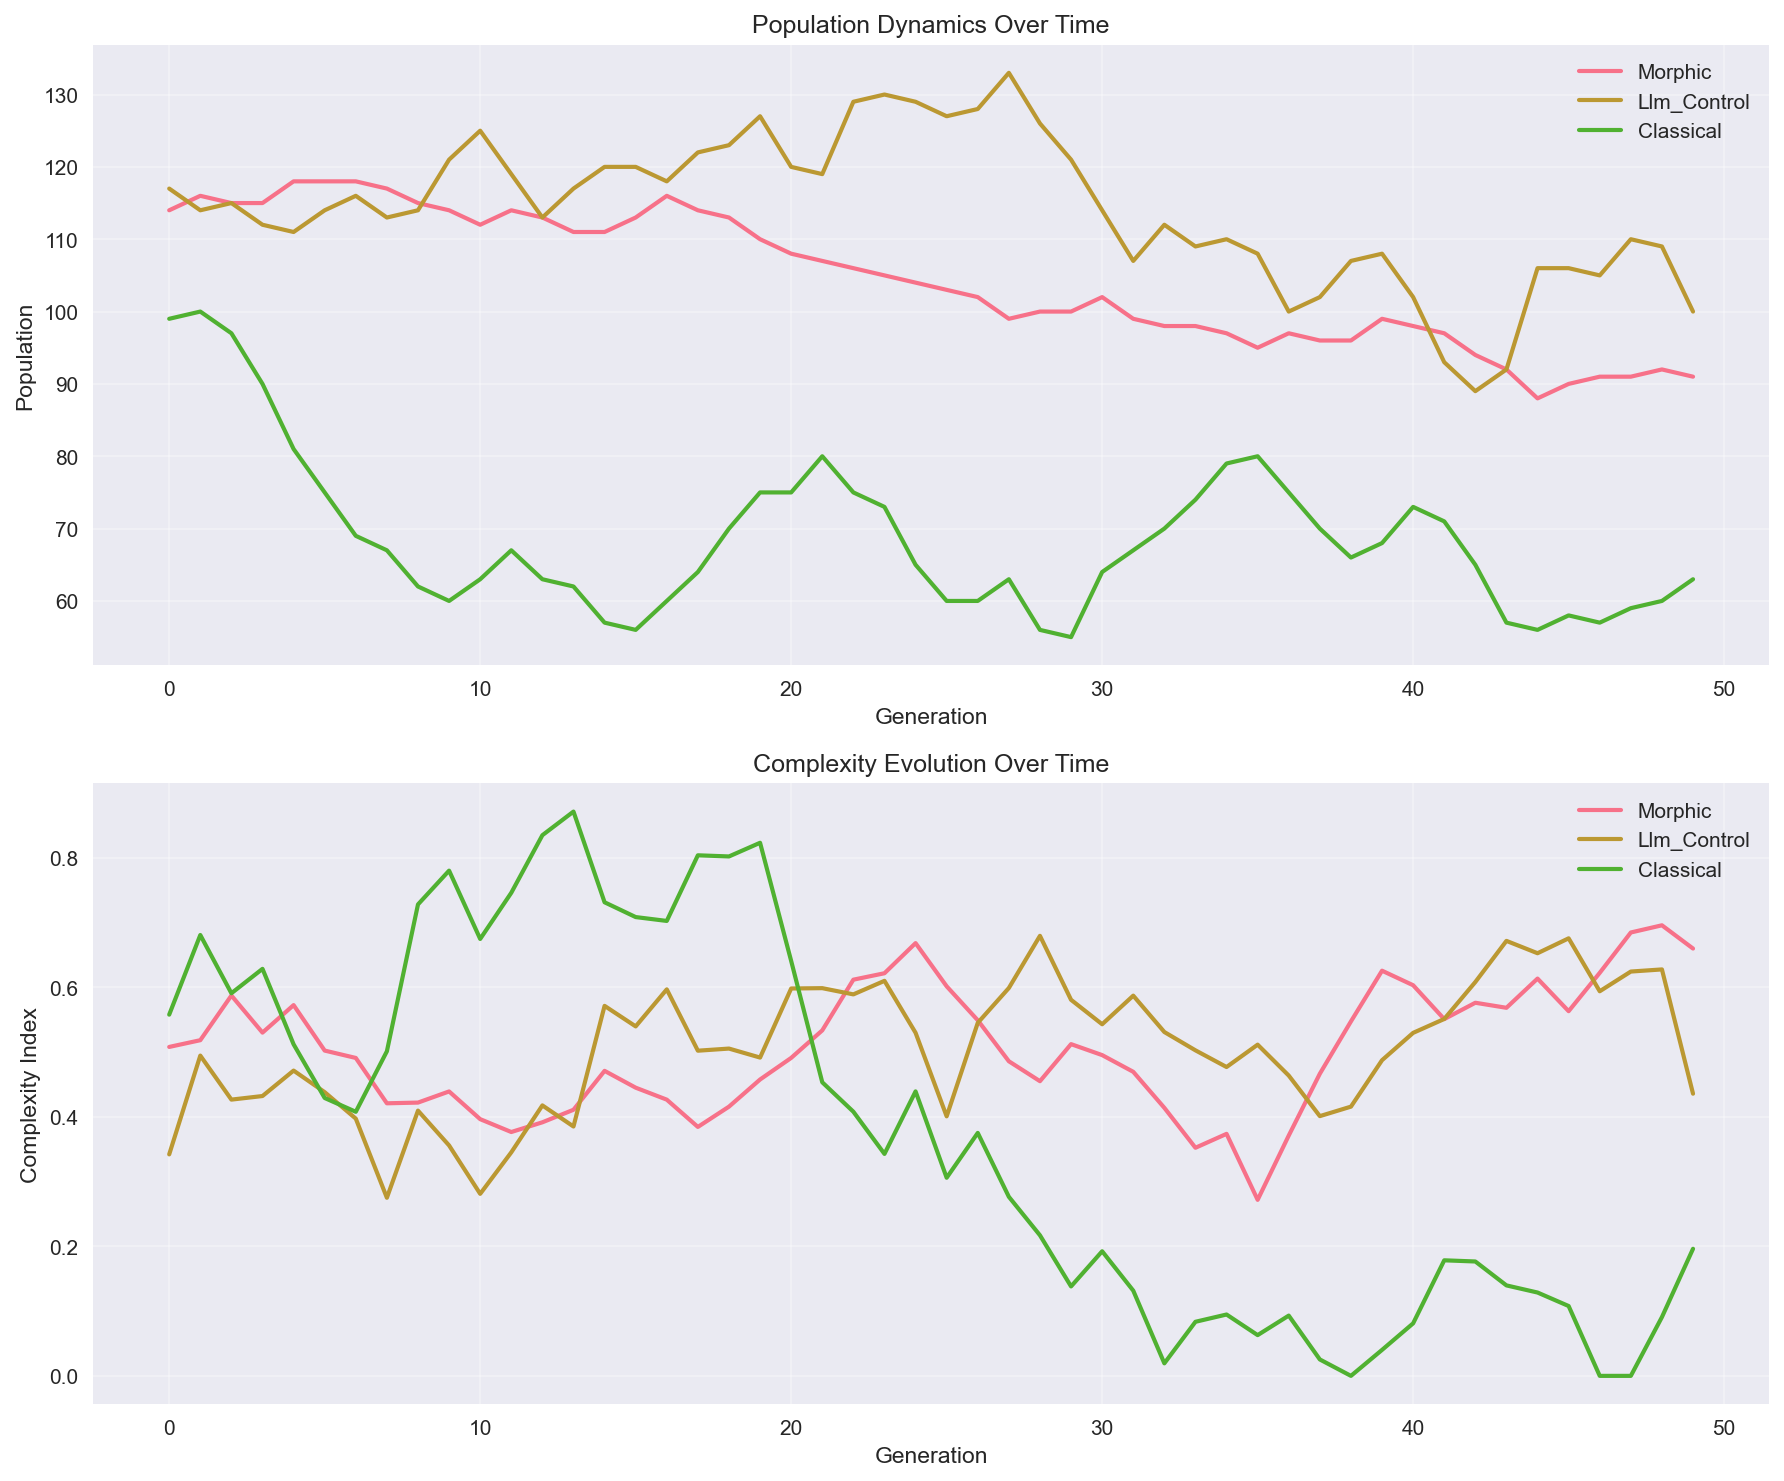 Population Dynamics Over Time
Morphic
Llm_Control
Classical
130
120
110
100
90
80
70
60
Population
0 10 20 30 40 50
Generation
Complexity Evolution Over Time
Morphic
Llm_Control
Classical
0.8
0.6
0.4
0.2
0.0
Complexity Index
0 10 20 30 40 50
Generation